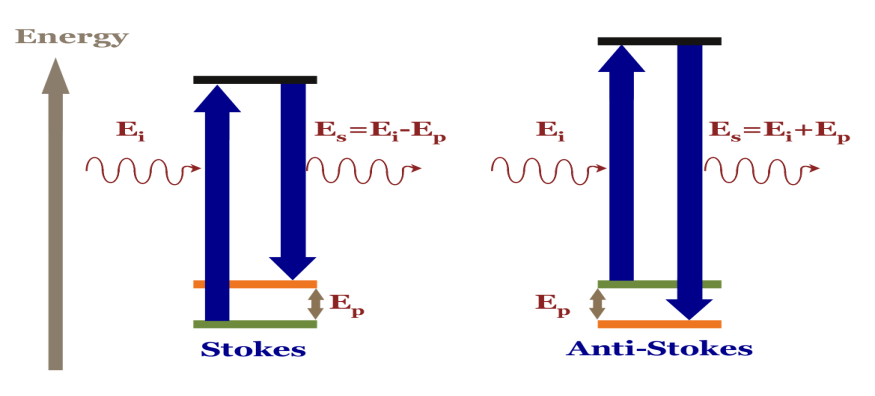 Energy
Eᵢ
Eₛ=Eᵢ-Eₚ
Eₚ
Stokes
Eᵢ
Eₛ=Eᵢ+Eₚ
Eₚ
Anti-Stokes